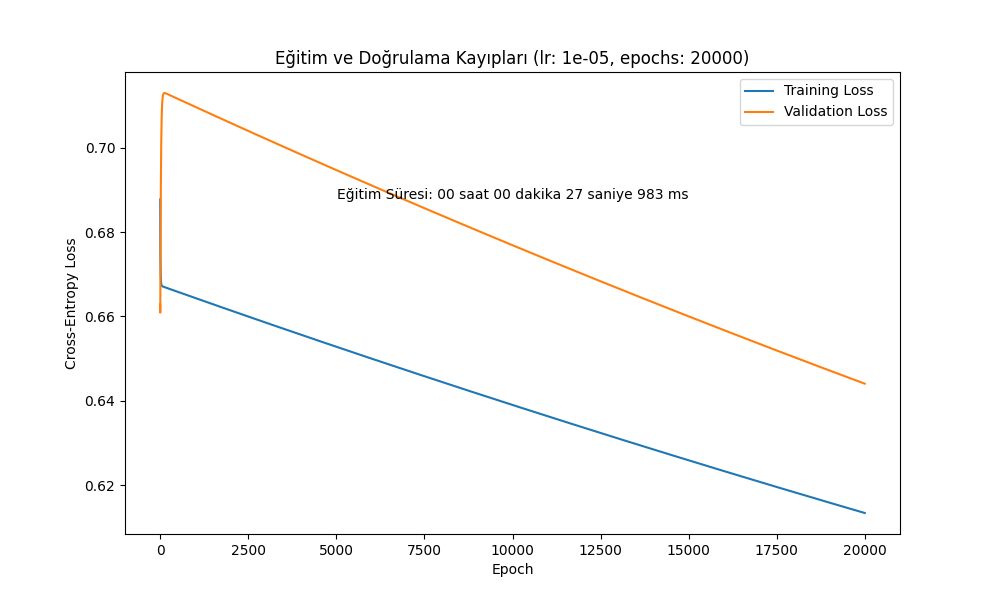 Eğitim ve Doğrulama Kayıpları (lr: 1e-05, epochs: 20000)
Training Loss
Validation Loss
Eğitim Süresi: 00 saat 00 dakika 27 saniye 983 ms
Cross-Entropy Loss
0.70
0.68
0.66
0.64
0.62
0 2500 5000 7500 10000 12500 15000 17500 20000
Epoch